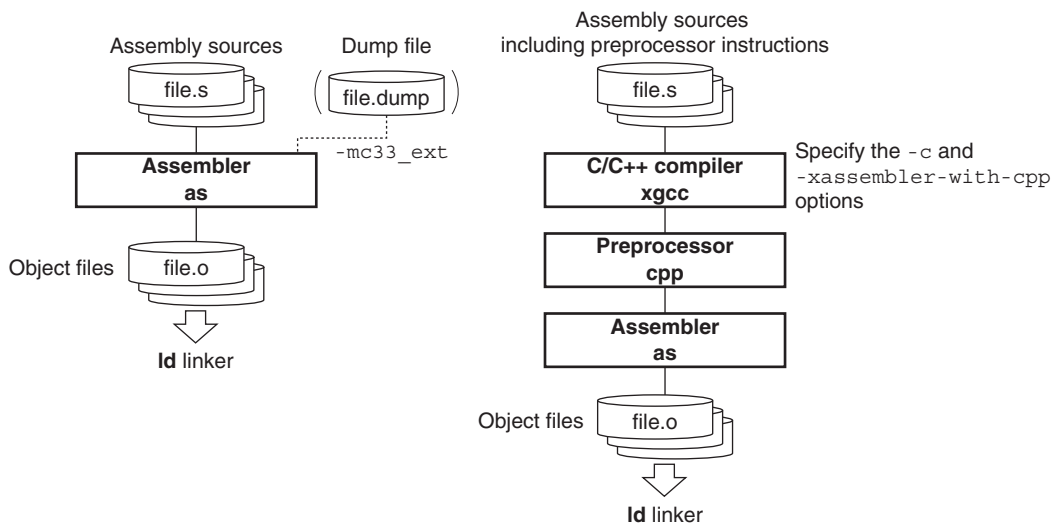 Assembly sources
file.s
Dump file
( file.dump )
-mc33_ext
Assembler
as
Object files
file.o
ld linker
Assembly sources
including preprocessor instructions
file.s
C/C++ compiler
xgcc
Specify the -c and
-xassembler-with-cpp
options
Preprocessor
cpp
Assembler
as
Object files
file.o
ld linker